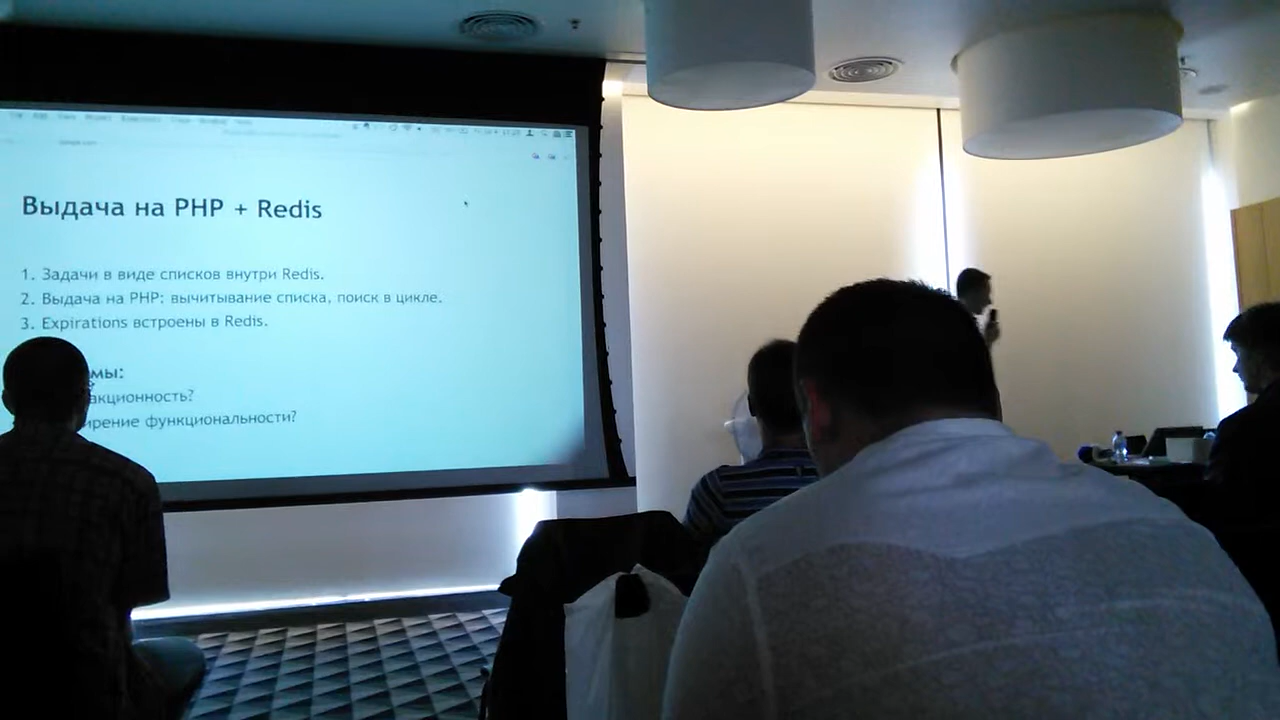 Выдача на PHP + Redis
1. Задачи в виде списков внутри Redis.
2. Выдача на PHP: вычитывание списка, поиск в цикле.
3. Expirations встроены в Redis.
мы:
акционность?
ирение функциональности?